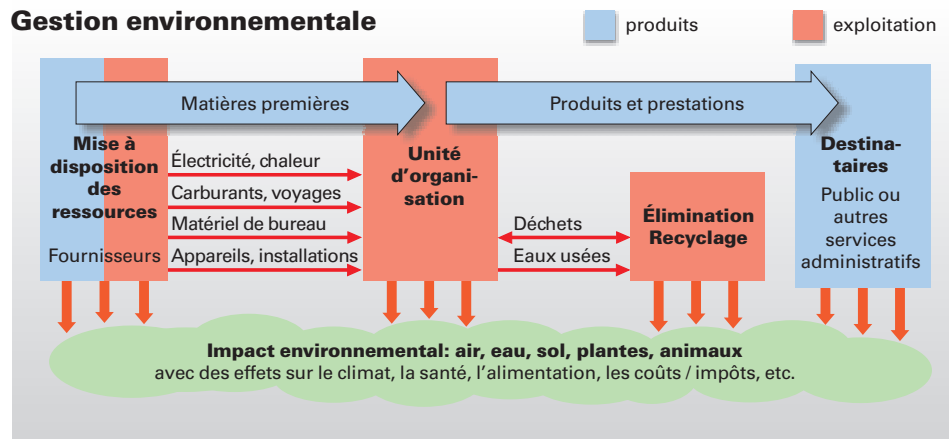 Gestion environnementale
produits
exploitation
Matières premières
Produits et prestations
Mise à
disposition
des
ressources
Fournisseurs
Électricité, chaleur
Carburants, voyages
Matériel de bureau
Appareils, installations
Unité
d'organi-
sation
Déchets
Eaux usées
Élimination
Recyclage
Destina-
taires
Public ou
autres
services
administratifs
Impact environnemental: air, eau, sol, plantes, animaux
avec des effets sur le climat, la santé, l'alimentation, les coûts / impôts, etc.